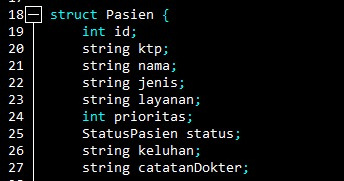 18 struct Pasien {
19 int id;
20 string ktp;
21 string nama;
22 string jenis;
23 string layanan;
24 int prioritas;
25 StatusPasien status;
26 string keluhan;
27 string catatanDokter;